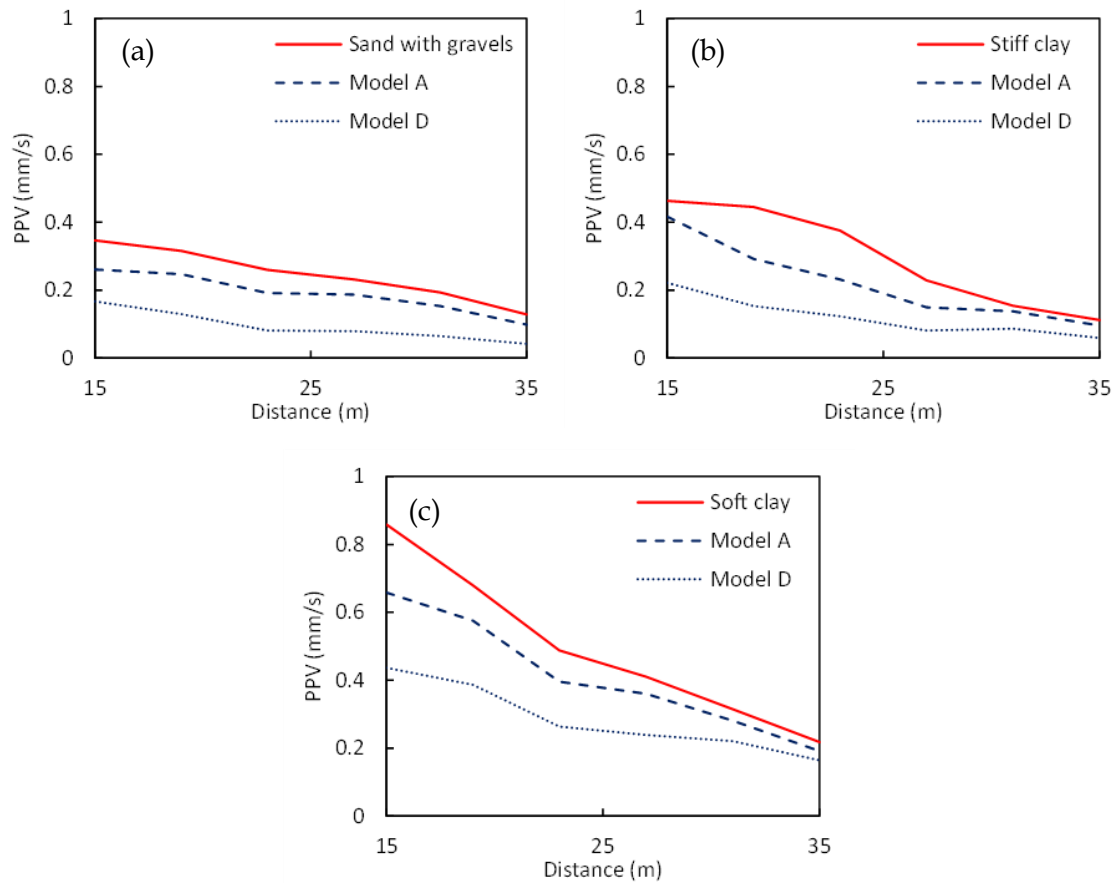 (a)
Sand with gravels
Model A
Model D
PPV (mm/s)
1
0.8
0.6
0.4
0.2
0
15
25
35
Distance (m)
(b)
Stiff clay
Model A
Model D
PPV (mm/s)
1
0.8
0.6
0.4
0.2
0
15
25
35
Distance (m)
(c)
Soft clay
Model A
Model D
PPV (mm/s)
1
0.8
0.6
0.4
0.2
0
15
25
35
Distance (m)